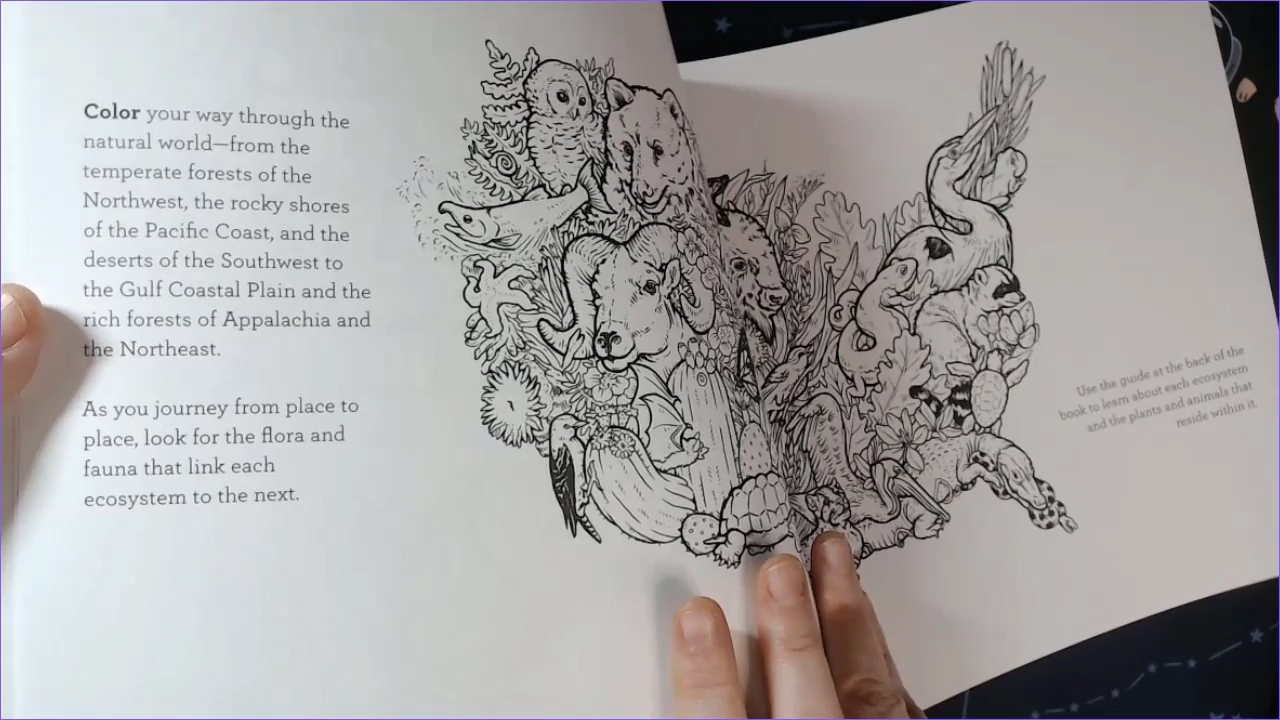 Color your way through the
natural world—from the
temperate forests of the
Northwest, the rocky shores
of the Pacific Coast, and the
deserts of the Southwest to
the Gulf Coastal Plain and the
rich forests of Appalachia and
the Northeast.
As you journey from place to
place, look for the flora and
fauna that link each
ecosystem to the next.
Use the guide at the back of the
book to learn about each ecosystem
and the plants and animals that
reside within it.